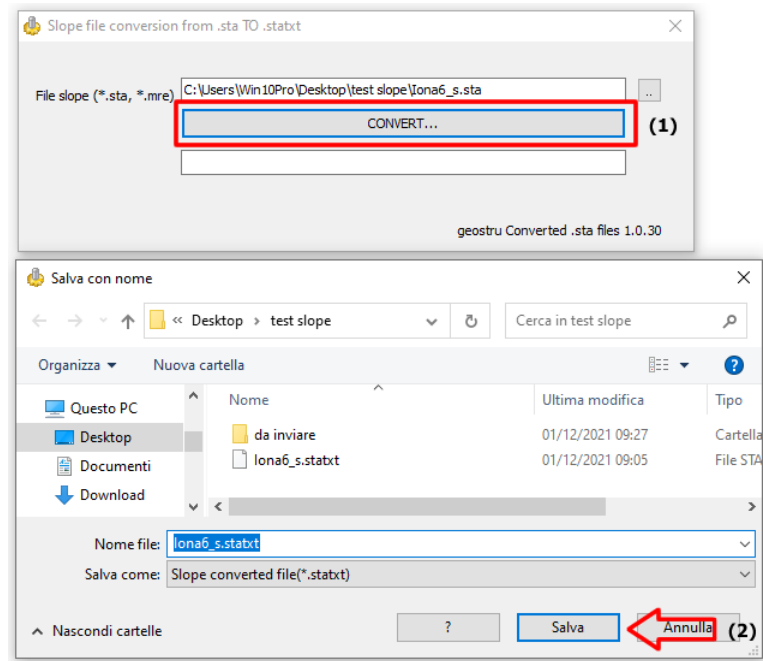 Slope file conversion from .sta TO .statxt
File slope (*.sta, *.mre) C:\Users\Win10Pro\Desktop\test slope\Iona6_s.sta ..
CONVERT... (1)
geostru Converted .sta files 1.0.30
Salva con nome
« Desktop > test slope Cerca in test slope
Organizza Nuova cartella ?
Questo PC Nome Ultima modifica Tipo
Desktop da inviare 01/12/2021 09:27 Cartella
Documenti Iona6_s.statxt 01/12/2021 09:05 File STA
Download
Nome file: Iona6_s.statxt
Salva come: Slope converted file(*.statxt)
Nascondi cartelle ? Salva Annulla (2)